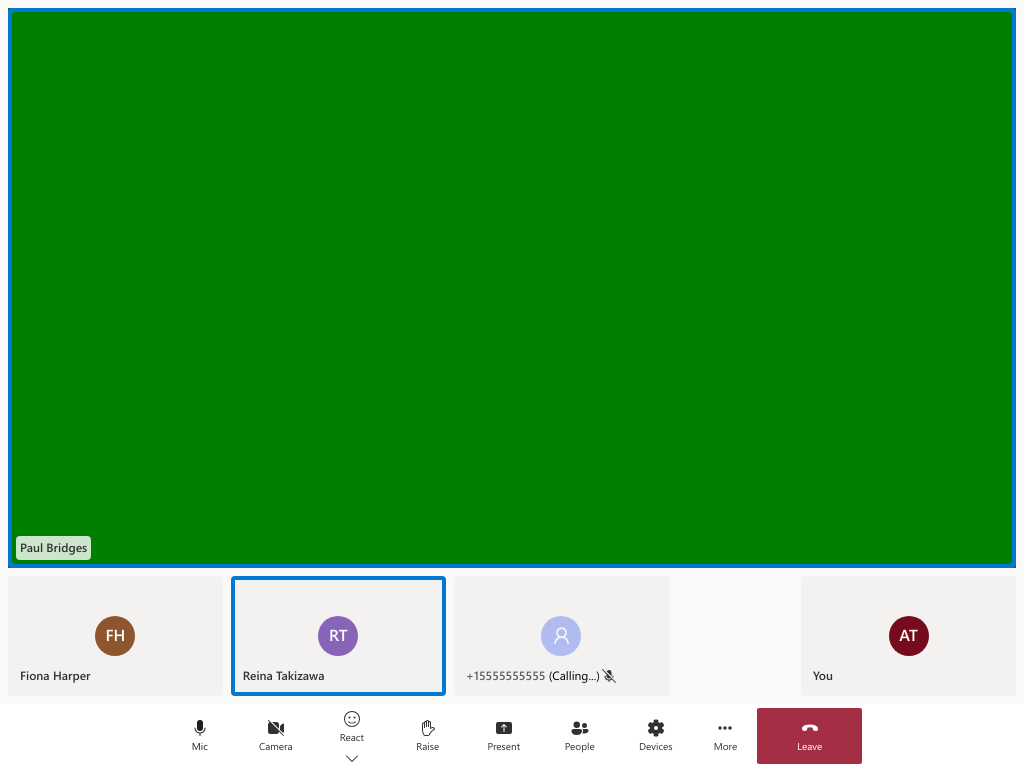 Paul Bridges
FH
Fiona Harper
RT
Reina Takizawa
+15555555555 (Calling...)
AT
You
Mic
Camera
React
Raise
Present
People
Devices
More
Leave